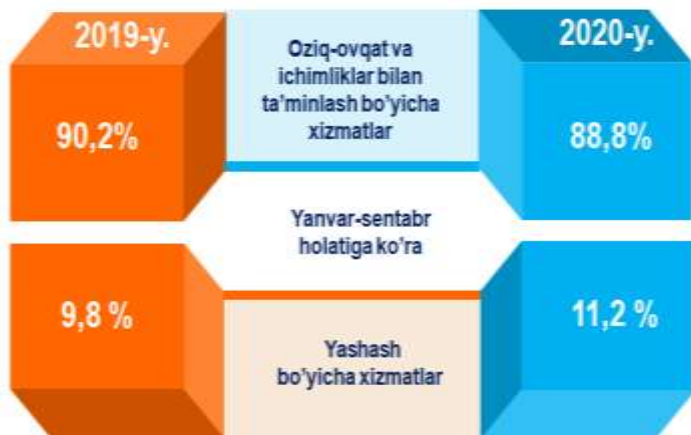 2019-y.
Oziq-ovqat va
ichimliklar bilan
ta'minlash bo'yicha
xizmatlar
2020-y.
90,2%
88,8%
Yanvar-sentabr
holatiga ko'ra
9,8 %
11,2 %
Yashash
bo'yicha xizmatlar